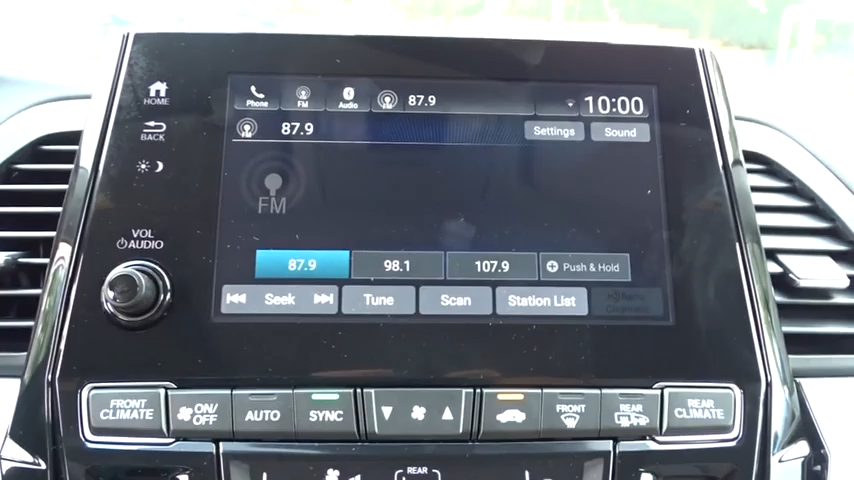 HOME
BACK
VOL
AUDIO
Phone
FM
Audio
FM
87.9
10:00
FM
87.9
Settings
Sound
FM
87.9
98.1
107.9
Push & Hold
Seek
Tune
Scan
Station List
FRONT
CLIMATE
ON/
OFF
AUTO
SYNC
FRONT
REAR
REAR
CLIMATE
REAR